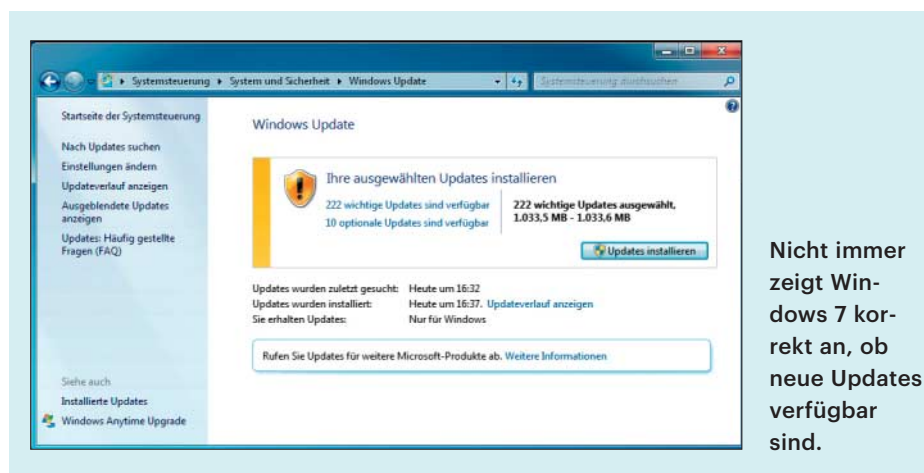 Systemsteuerung ▸ System und Sicherheit ▸ Windows Update
Systemsteuerung durchsuchen
Startseite der Systemsteuerung
Nach Updates suchen
Einstellungen ändern
Updateverlauf anzeigen
Ausgeblendete Updates
anzeigen
Updates: Häufig gestellte
Fragen (FAQ)
Siehe auch
Installierte Updates
Windows Anytime Upgrade
Windows Update
Ihre ausgewählten Updates installieren
222 wichtige Updates sind verfügbar
10 optionale Updates sind verfügbar
222 wichtige Updates ausgewählt,
1.033,5 MB - 1.033,6 MB
Updates installieren
Updates wurden zuletzt gesucht: Heute um 16:32
Updates wurden installiert: Heute um 16:37. Updateverlauf anzeigen
Sie erhalten Updates: Nur für Windows
Rufen Sie Updates für weitere Microsoft-Produkte ab. Weitere Informationen
Nicht immer
zeigt Win-
dows 7 kor-
rekt an, ob
neue Updates
verfügbar
sind.